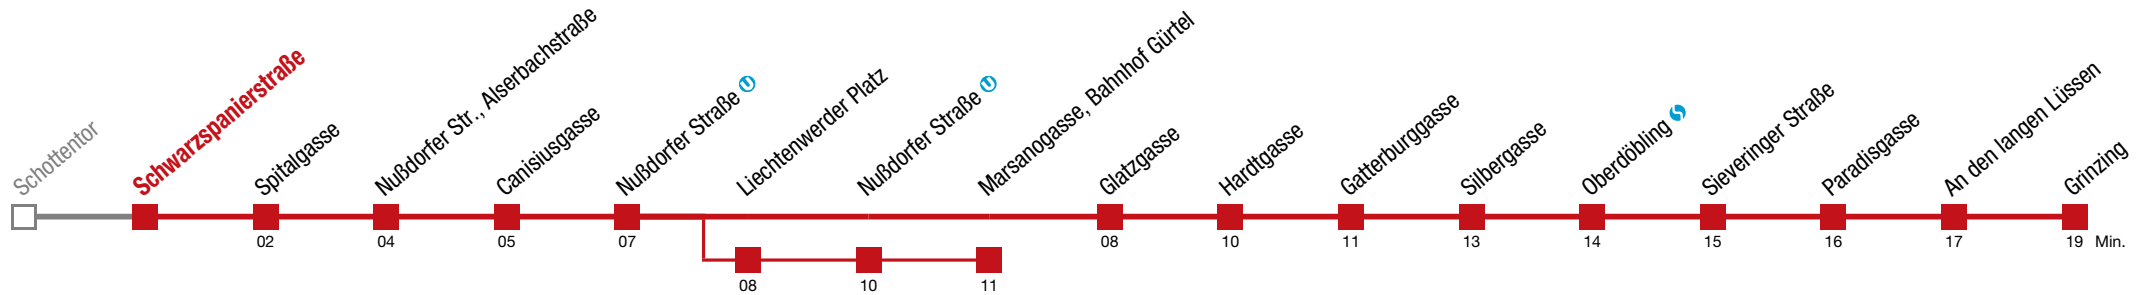 Schottentor
Schwarzspanierstraße
Spitalgasse
Nußdorfer Str., Alserbachstraße
Canisiusgasse
Nußdorfer Straße U
Liechtenwerder Platz
Nußdorfer Straße U
Marsanogasse, Bahnhof Gürtel
Glatzgasse
Hardtgasse
Gatterburggasse
Silbergasse
Oberdöbling S
Sieveringer Straße
Paradisgasse
An den langen Lüssen
Grinzing
02 04 05 07 08 10 11 13 14 15 16 17 19 Min.
08 10 11